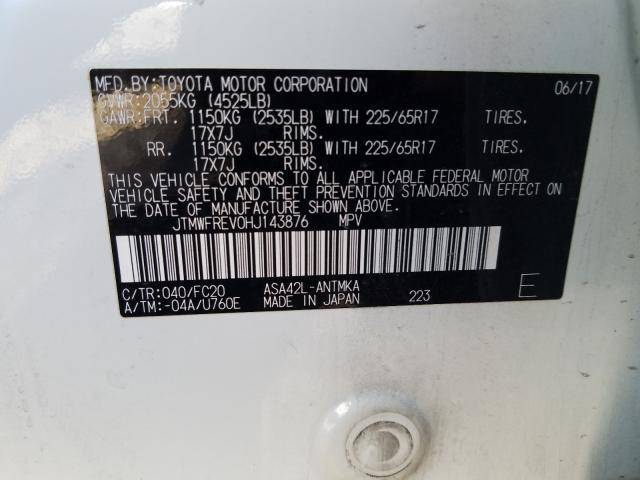 MFD.BY:TOYOTA MOTOR CORPORATION 06/17
GVWR:2055KG (4525LB)
GAWR:FRT. 1150KG (2535LB) WITH 225/65R17 TIRES.
17X7J RIMS.
RR. 1150KG (2535LB) WITH 225/65R17 TIRES.
17X7J RIMS.
THIS VEHICLE CONFORMS TO ALL APPLICABLE FEDERAL MOTOR
VEHICLE SAFETY AND THEFT PREVENTION STANDARDS IN EFFECT ON
THE DATE OF MANUFACTURE SHOWN ABOVE.
JTMWFREV0HJ143876 MPV
C/TR:040/FC20 ASA42L-ANTMKA
A/TM:-04A/U760E MADE IN JAPAN 223 E